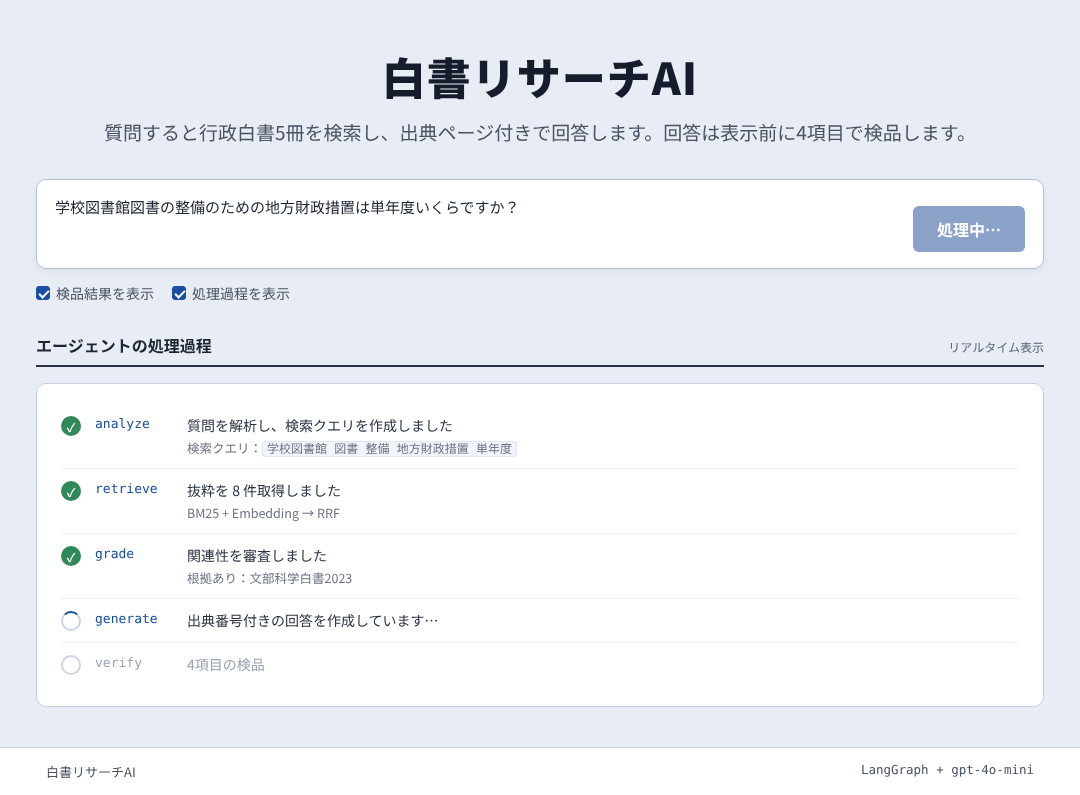 白書リサーチAI
質問すると行政白書5冊を検索し、出典ページ付きで回答します。回答は表示前に4項目で検品します。
学校図書館図書の整備のための地方財政措置は単年度いくらですか？
処理中…
検品結果を表示 処理過程を表示
エージェントの処理過程 リアルタイム表示
analyze 質問を解析し、検索クエリを作成しました
検索クエリ：学校図書館 図書 整備 地方財政措置 単年度
retrieve 抜粋を 8 件取得しました
BM25 + Embedding → RRF
grade 関連性を審査しました
根拠あり：文部科学白書2023
generate 出典番号付きの回答を作成しています…
verify 4項目の検品
白書リサーチAI LangGraph + gpt-4o-mini